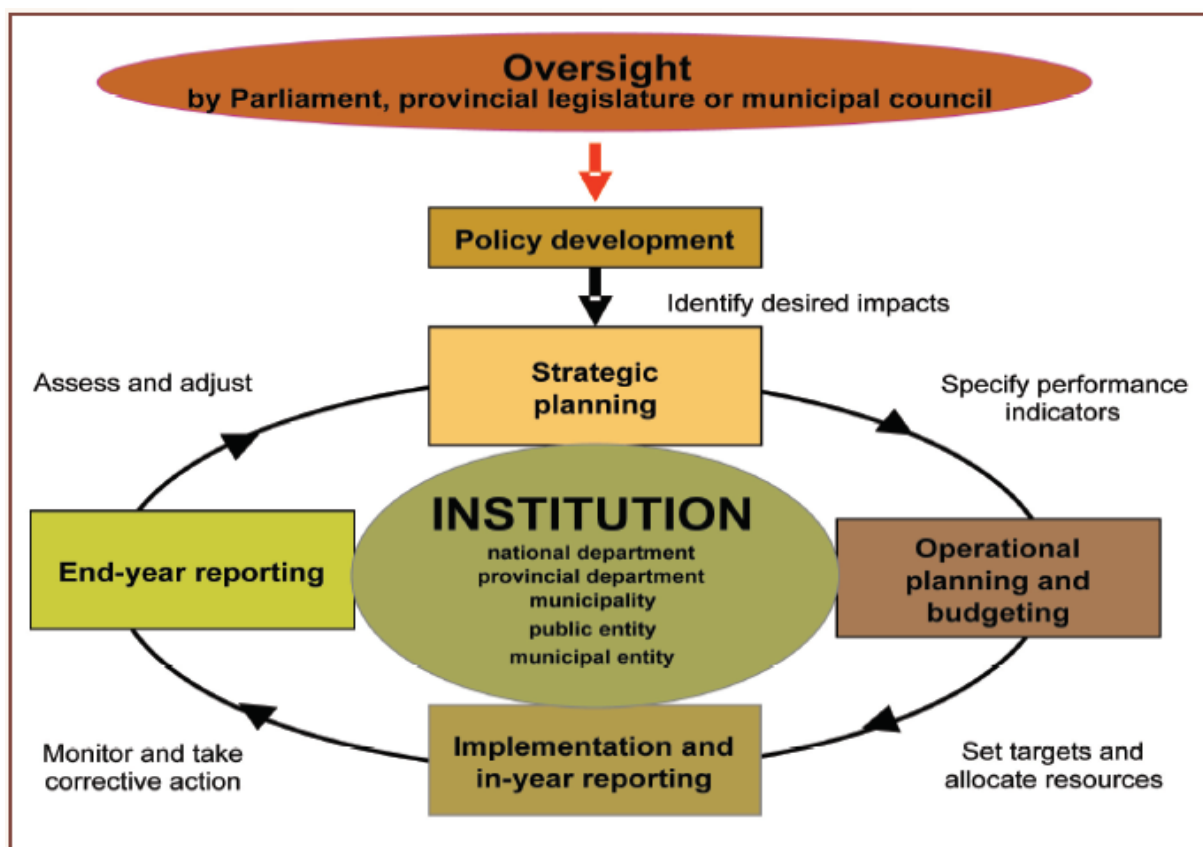 Oversight
by Parliament, provincial legislature or municipal council
Policy development
Identify desired impacts
Strategic
planning
Assess and adjust
Specify performance
indicators
INSTITUTION
national department
provincial department
municipality
public entity
municipal entity
End-year reporting
Operational
planning and
budgeting
Implementation and
in-year reporting
Monitor and take
corrective action
Set targets and
allocate resources